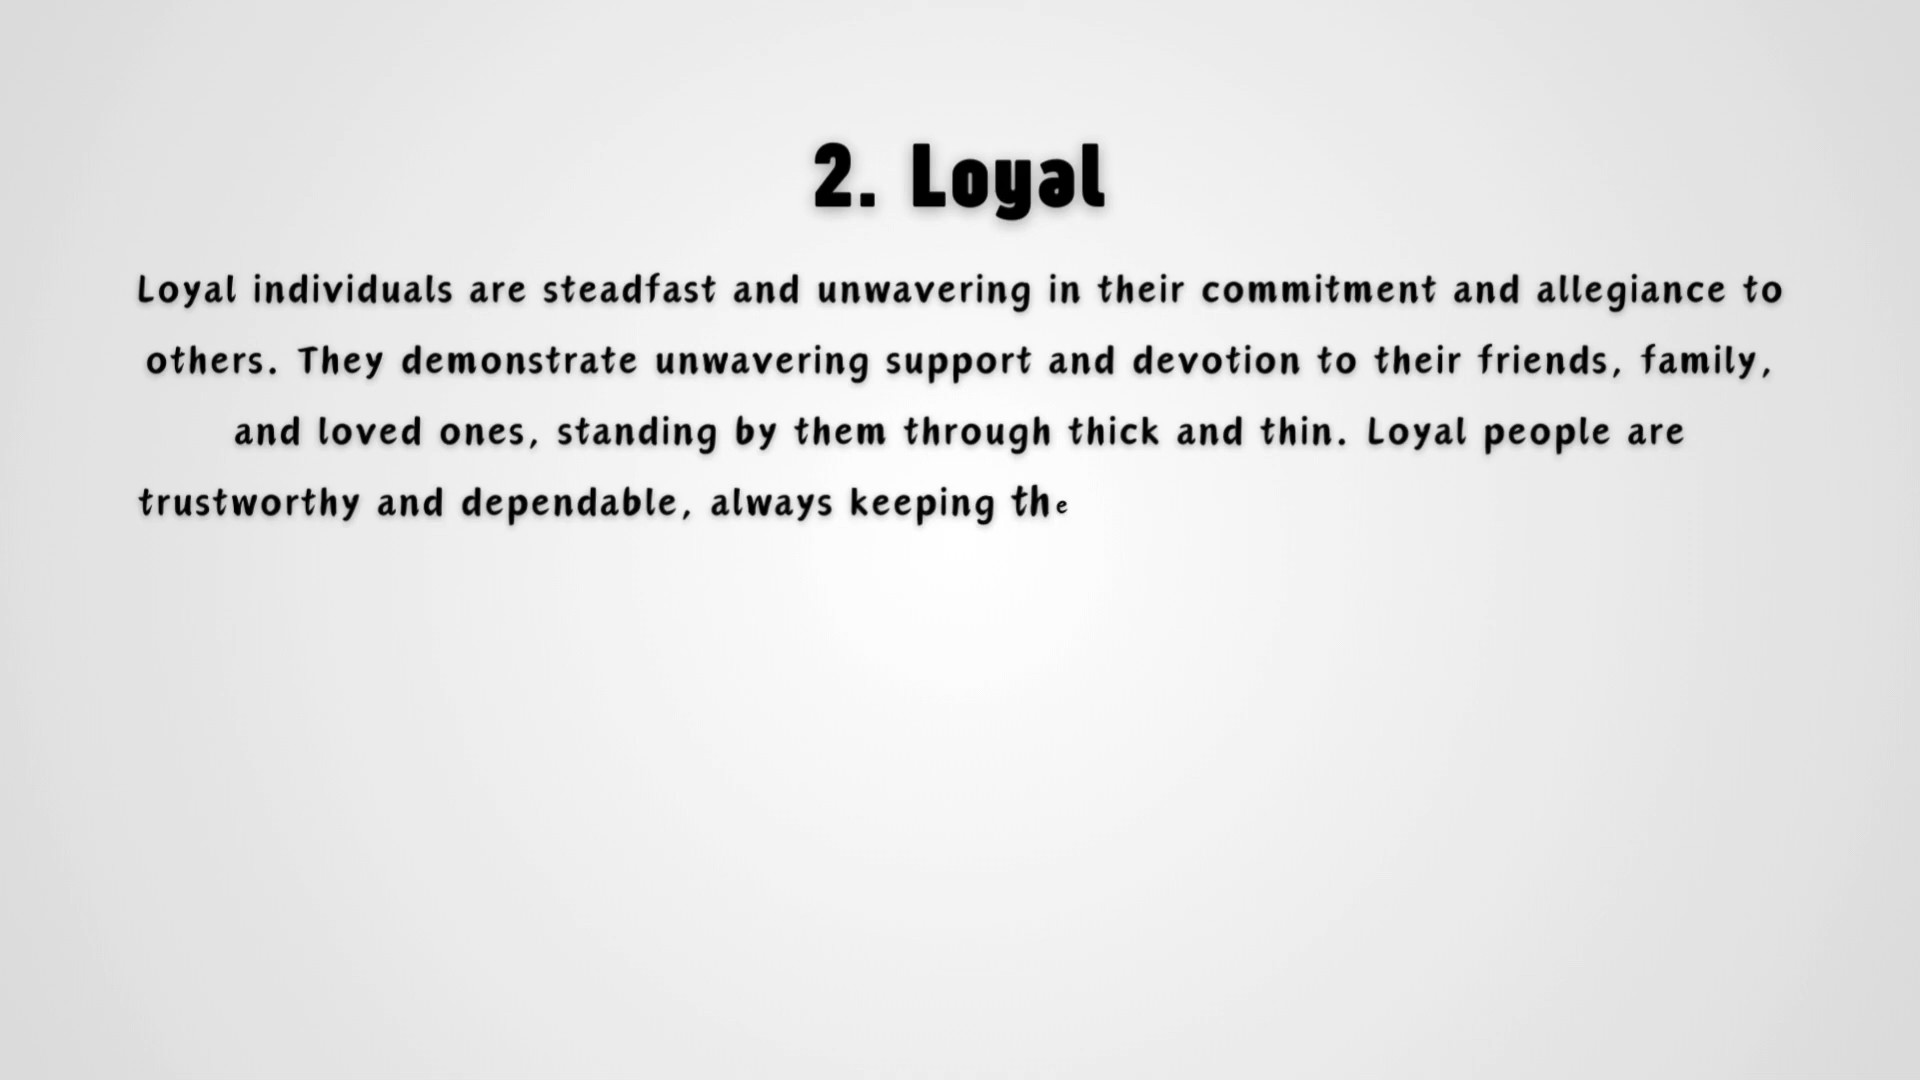 2. Loyal
Loyal individuals are steadfast and unwavering in their commitment and allegiance to
others. They demonstrate unwavering support and devotion to their friends, family,
and loved ones, standing by them through thick and thin. Loyal people are
trustworthy and dependable, always keeping the